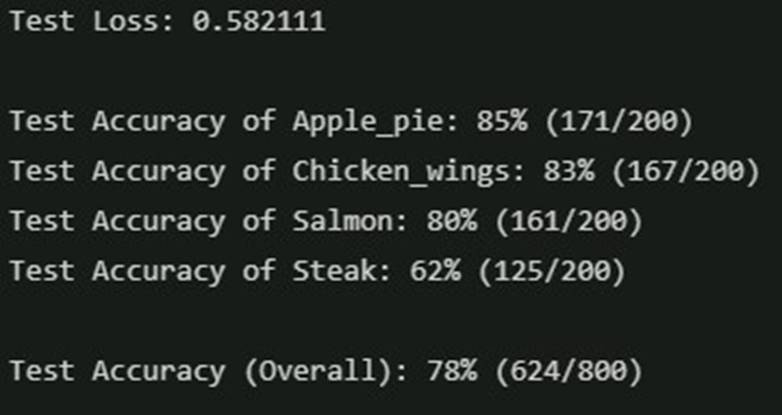 Test Loss: 0.582111
Test Accuracy of Apple_pie: 85% (171/200)
Test Accuracy of Chicken_wings: 83% (167/200)
Test Accuracy of Salmon: 80% (161/200)
Test Accuracy of Steak: 62% (125/200)
Test Accuracy (Overall): 78% (624/800)